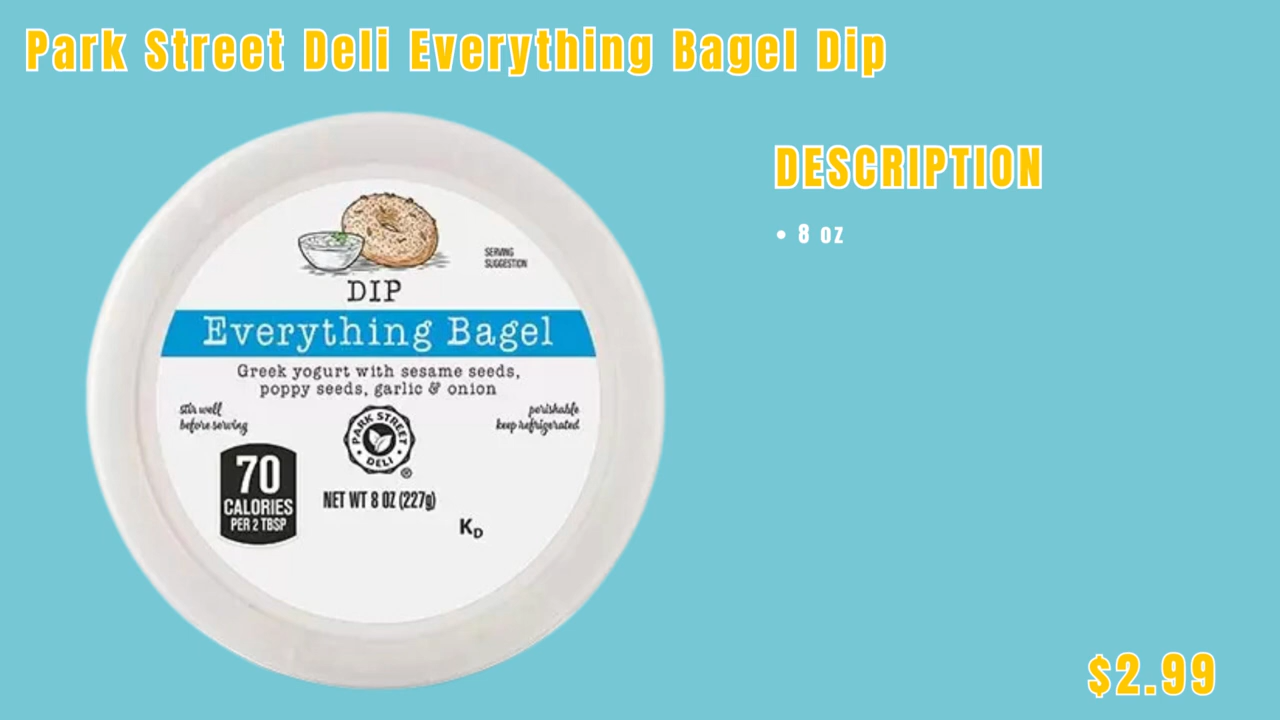 Park Street Deli Everything Bagel Dip
DESCRIPTION
• 8 oz
SERVING
SUGGESTION
DIP
Everything Bagel
Greek yogurt with sesame seeds,
poppy seeds, garlic & onion
stir well
before serving
perishable
keep refrigerated
PARK STREET
DELI
®
70
CALORIES
PER 2 TBSP
NET WT 8 OZ (227g)
KD
$2.99